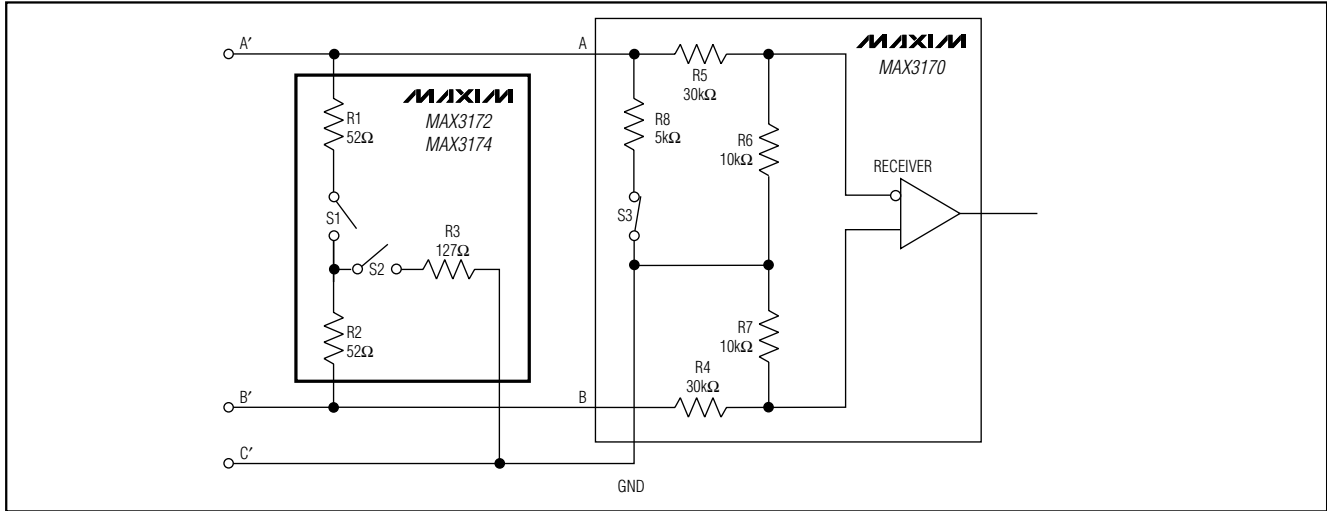 A′
A
MAXIM
MAX3170
R5
30kΩ
MAXIM
MAX3172
MAX3174
R1
52Ω
R8
5kΩ
R6
10kΩ
RECEIVER
S1
S3
R3
127Ω
S2
R2
52Ω
R7
10kΩ
R4
30kΩ
B′
B
C′
GND